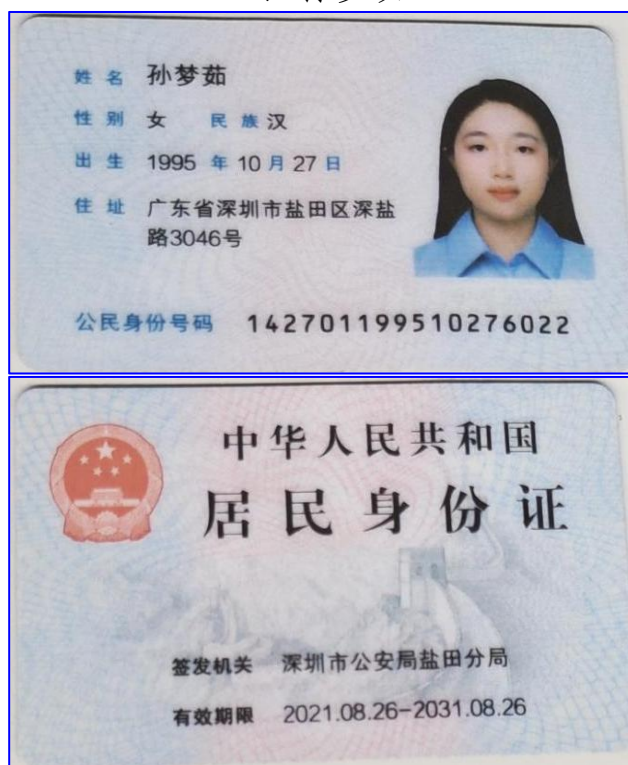 姓名 孙梦茹
性别 女 民族 汉
出生 1995 年 10 月 27 日
住址 广东省深圳市盐田区深盐
路3046号
公民身份号码 142701199510276022
中华人民共和国
居民身份证
签发机关 深圳市公安局盐田分局
有效期限 2021.08.26-2031.08.26